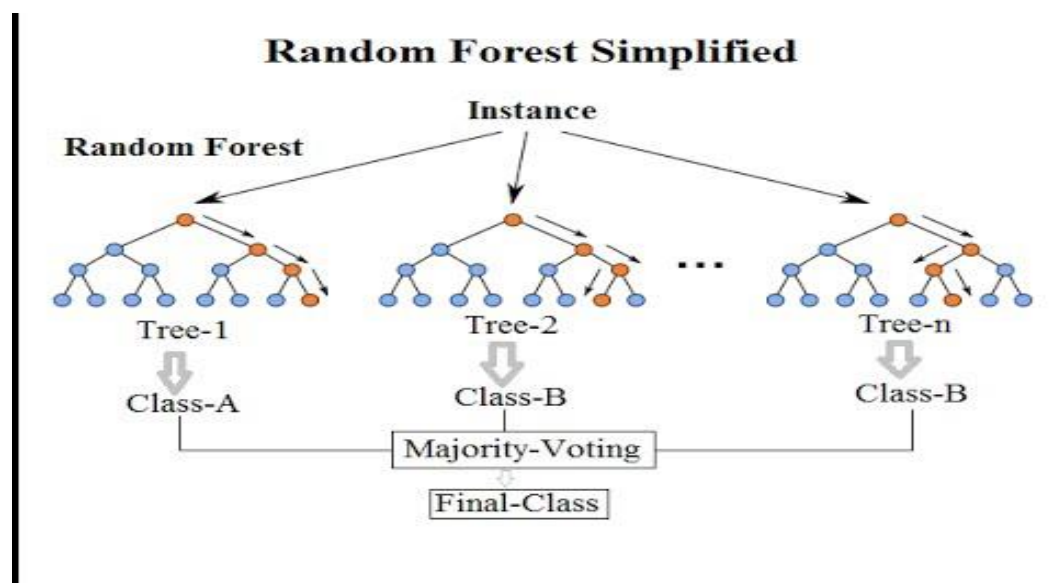 Random Forest Simplified
Instance
Random Forest
...
Tree-1 Tree-2 Tree-n
Class-A Class-B Class-B
Majority-Voting
Final-Class